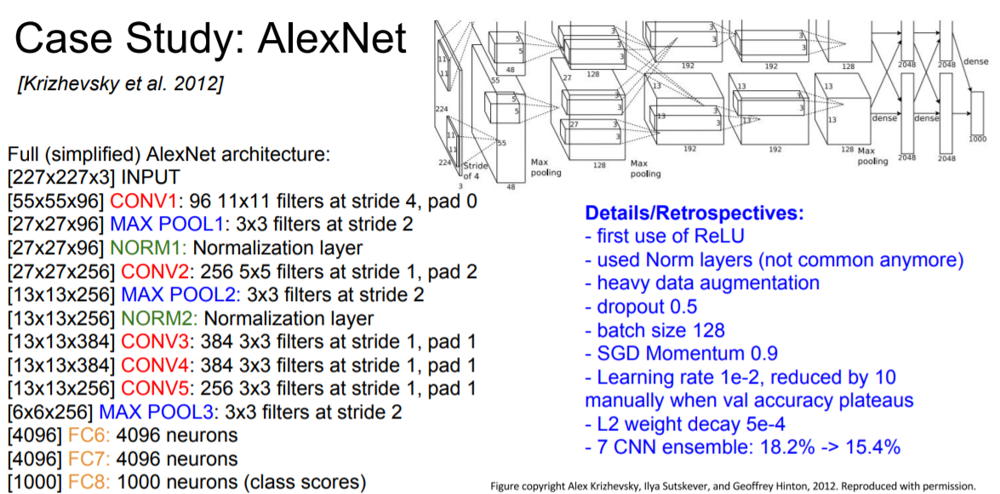 Case Study: AlexNet
[Krizhevsky et al. 2012]
Full (simplified) AlexNet architecture:
[227x227x3] INPUT
[55x55x96] CONV1: 96 11x11 filters at stride 4, pad 0
[27x27x96] MAX POOL1: 3x3 filters at stride 2
[27x27x96] NORM1: Normalization layer
[27x27x256] CONV2: 256 5x5 filters at stride 1, pad 2
[13x13x256] MAX POOL2: 3x3 filters at stride 2
[13x13x256] NORM2: Normalization layer
[13x13x384] CONV3: 384 3x3 filters at stride 1, pad 1
[13x13x384] CONV4: 384 3x3 filters at stride 1, pad 1
[13x13x256] CONV5: 256 3x3 filters at stride 1, pad 1
[6x6x256] MAX POOL3: 3x3 filters at stride 2
[4096] FC6: 4096 neurons
[4096] FC7: 4096 neurons
[1000] FC8: 1000 neurons (class scores)
11 5 3 3 3
11 5 3 3 3
48 128 192 192 128 2048 2048 dense
55 27 13 13 13
224 5 3 3 3
5 3 13 3 13 3 13 dense dense
11 55 27 3 1000
11 3
224 Stride of 4 Max pooling 128 Max pooling 192 192 128 Max pooling 2048 2048
3 48
Details/Retrospectives:
- first use of ReLU
- used Norm layers (not common anymore)
- heavy data augmentation
- dropout 0.5
- batch size 128
- SGD Momentum 0.9
- Learning rate 1e-2, reduced by 10
manually when val accuracy plateaus
- L2 weight decay 5e-4
- 7 CNN ensemble: 18.2% -> 15.4%
Figure copyright Alex Krizhevsky, Ilya Sutskever, and Geoffrey Hinton, 2012. Reproduced with permission.